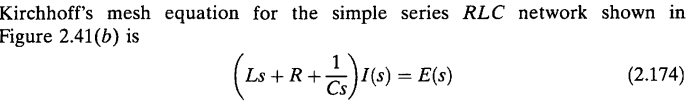 Kirchhoff's mesh equation for the simple series RLC network shown in
Figure 2.41(b) is
(Ls + R + 1/Cs) I(s) = E(s) (2.174)